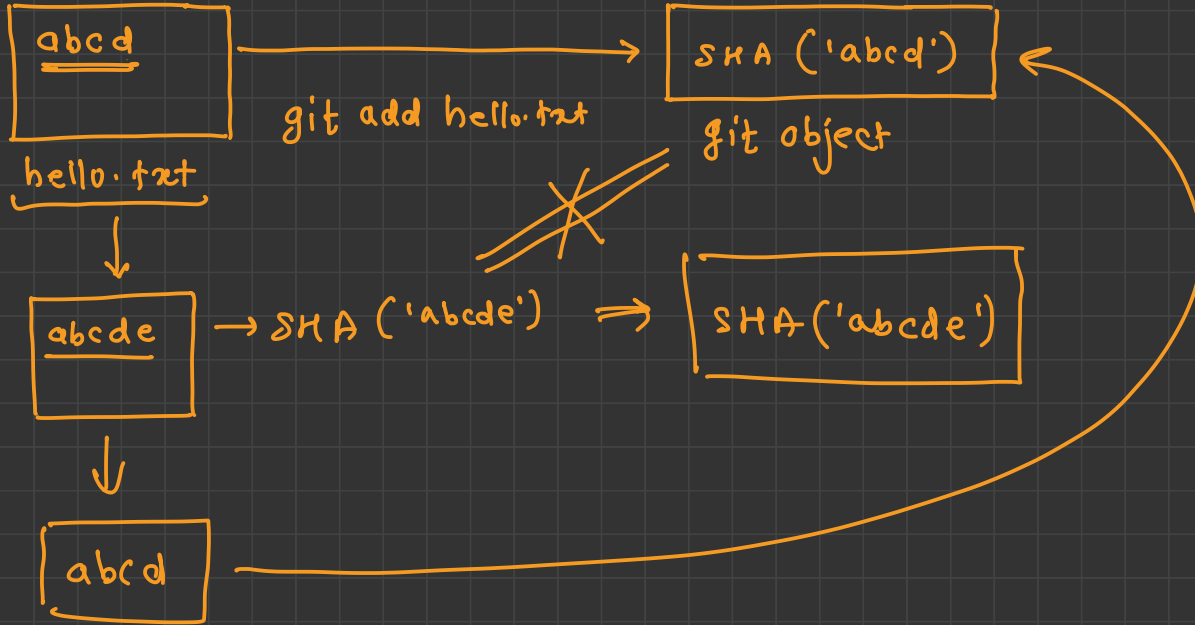 abcd
SHA ('abcd')
git add hello.txt
git object
hello.txt
abcde
SHA ('abcde')
SHA ('abcde')
abcd